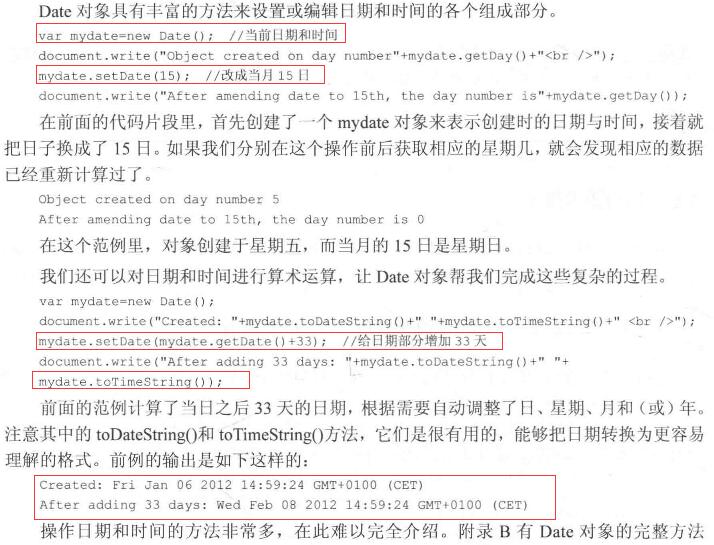 Date 对象具有丰富的方法来设置或编辑日期和时间的各个组成部分。
var mydate=new Date(); //当前日期和时间
document.write("Object created on day number"+mydate.getDay()+"<br />");
mydate.setDate(15); //改成当月 15 日
document.write("After amending date to 15th, the day number is"+mydate.getDay());
在前面的代码片段里，首先创建了一个 mydate 对象来表示创建时的日期与时间，接着就
把日子换成了 15 日。如果我们分别在这个操作前后获取相应的星期几，就会发现相应的数据
已经重新计算过了。
Object created on day number 5
After amending date to 15th, the day number is 0
在这个范例里，对象创建于星期五，而当月的 15 日是星期日。
我们还可以对日期和时间进行算术运算，让 Date 对象帮我们完成这些复杂的过程。
var mydate=new Date();
document.write("Created: "+mydate.toDateString()+" "+mydate.toTimeString()+" <br />");
mydate.setDate(mydate.getDate()+33); //给日期部分增加 33 天
document.write("After adding 33 days: "+mydate.toDateString()+" "+
mydate.toTimeString());
前面的范例计算了当日之后 33 天的日期，根据需要自动调整了日、星期、月和（或）年。
注意其中的 toDateString()和 toTimeString()方法，它们是很有用的，能够把日期转换为更容易
理解的格式。前例的输出是如下这样的：
Created: Fri Jan 06 2012 14:59:24 GMT+0100 (CET)
After adding 33 days: Wed Feb 08 2012 14:59:24 GMT+0100 (CET)
操作日期和时间的方法非常多，在此难以完全介绍。附录 B 有 Date 对象的完整方法